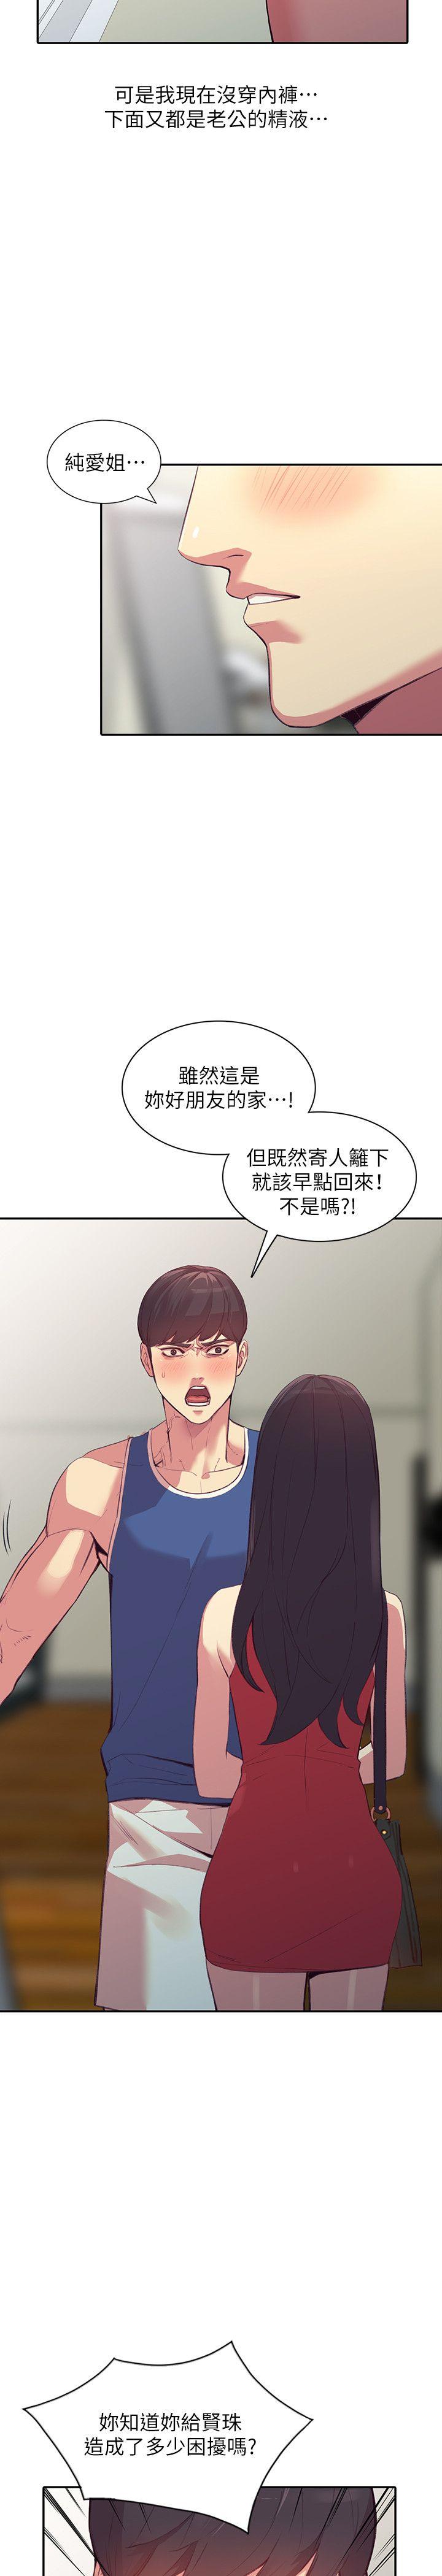 可是我現在沒穿內褲⋯
下面又都是老公的精液⋯
純愛姐⋯
雖然這是
妳好朋友的家⋯!
但既然寄人籬下
就該早點回來!
不是嗎?!
妳知道妳給賢珠
造成了多少困擾嗎?